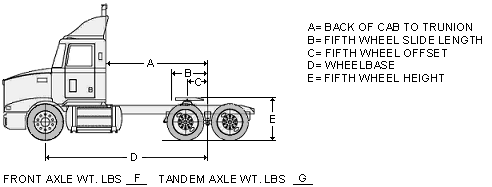 A= BACK OF CAB TO TRUNION
B= FIFTH WHEEL SLIDE LENGTH
C= FIFTH WHEEL OFFSET
D= WHEELBASE
E= FIFTH WHEEL HEIGHT
A
B
C
E
D
FRONT AXLE WT. LBS F TANDEM AXLE WT. LBS G